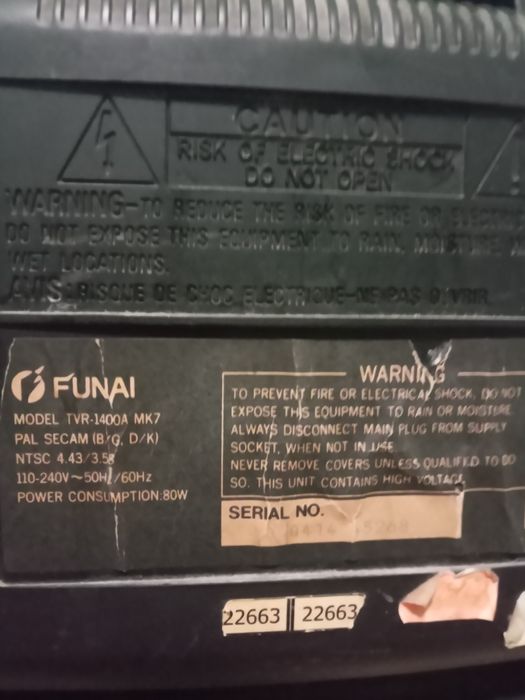 CAUTION
RISK OF ELECTRIC SHOCK
DO NOT OPEN
WARNING-TO REDUCE THE RISK OF FIRE OR
DO NOT EXPOSE THIS EQUIPMENT TO RAIN,
WET LOCATIONS.
AVIS: RISQUE DE CHOC ELECTRIQUE-NE PAS OUVRIR
FUNAI
MODEL TVR-1400A MK7
PAL SECAM (B/G, D/K)
NTSC 4.43/3.58
110-240V~50Hz/60Hz
POWER CONSUMPTION:80W
WARNING
TO PREVENT FIRE OR ELECTRICAL SHOCK, DO NOT
EXPOSE THIS EQUIPMENT TO RAIN OR MOISTURE
ALWAYS DISCONNECT MAIN PLUG FROM SUPPLY
SOCKET, WHEN NOT IN USE
NEVER REMOVE COVERS UNLESS QUALIFIED TO DO
SO. THIS UNIT CONTAINS HIGH VOLTAGE
SERIAL NO.
22663 22663